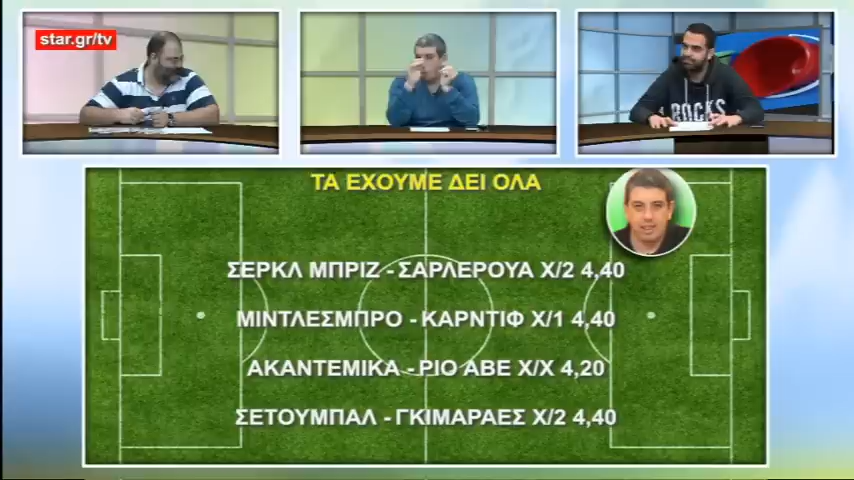 star.gr/tv
ROCKS
ΤΑ ΕΧΟΥΜΕ ΔΕΙ ΟΛΑ
ΣΕΡΚΛ ΜΠΡΙΖ - ΣΑΡΛΕΡΟΥΑ Χ/2 4,40
ΜΙΝΤΛΕΣΜΠΡΟ - ΚΑΡΝΤΙΦ Χ/1 4,40
ΑΚΑΝΤΕΜΙΚΑ - ΡΙΟ ΑΒΕ Χ/Χ 4,20
ΣΕΤΟΥΜΠΑΛ - ΓΚΙΜΑΡΑΕΣ Χ/2 4,40